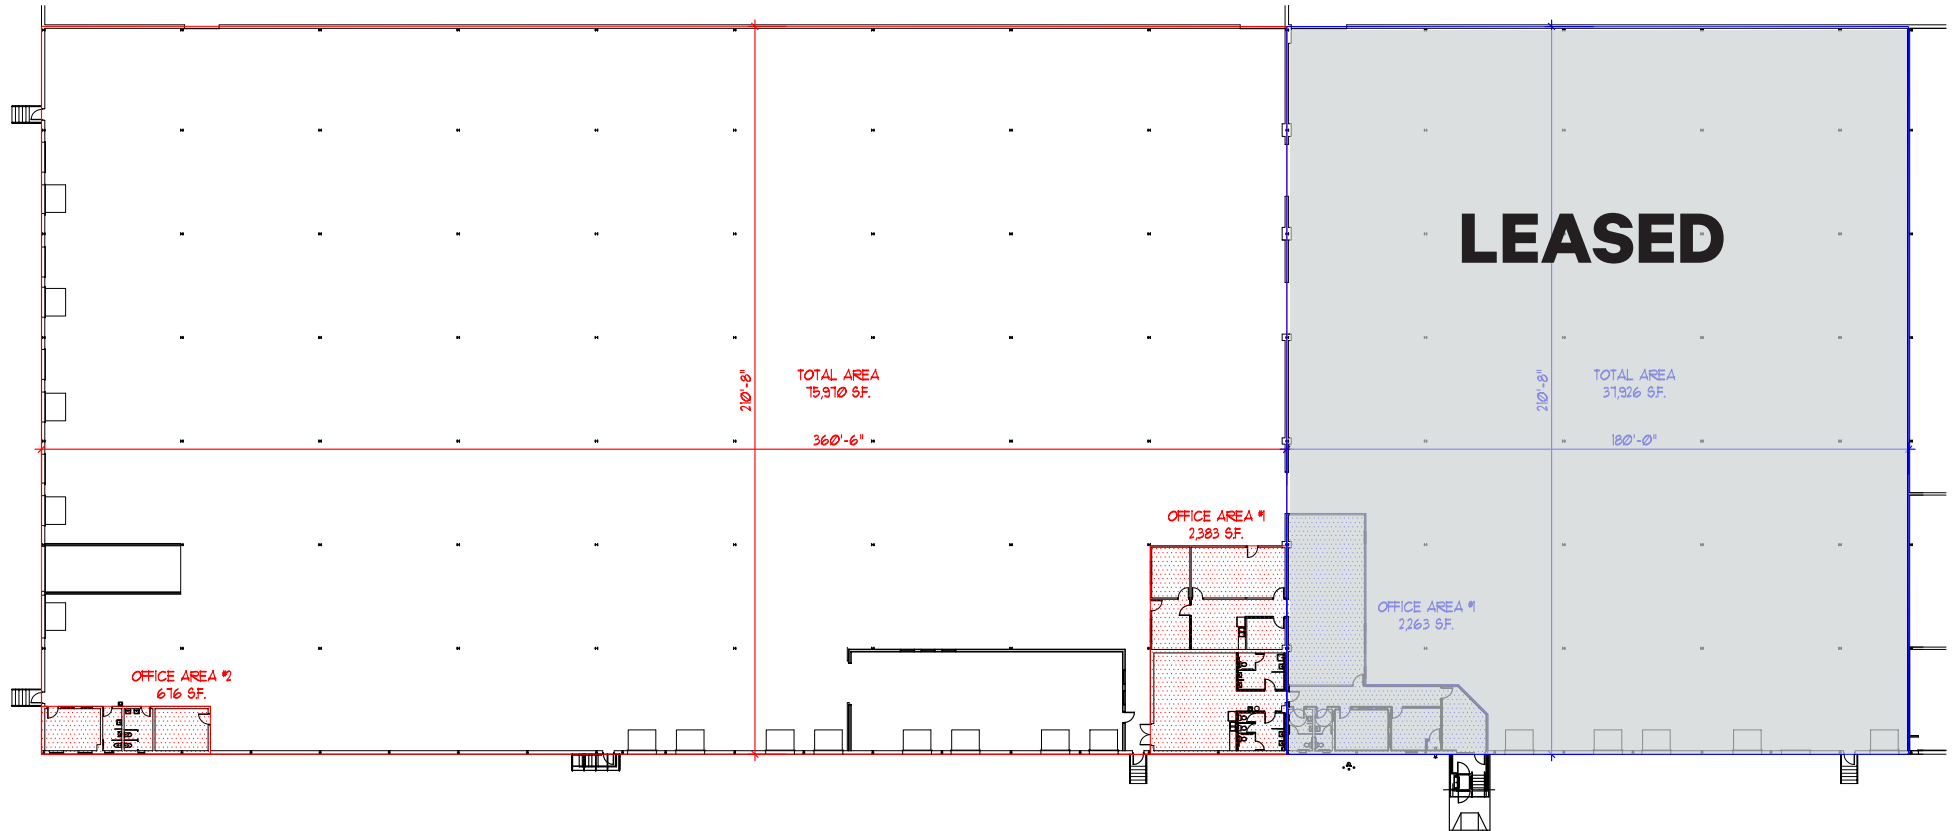 LEASED
TOTAL AREA
75,970 S.F.
210'-8"
360'-6"
TOTAL AREA
37,926 S.F.
210'-8"
180'-0"
OFFICE AREA #1
2,383 S.F.
OFFICE AREA #1
2,263 S.F.
OFFICE AREA #2
676 S.F.